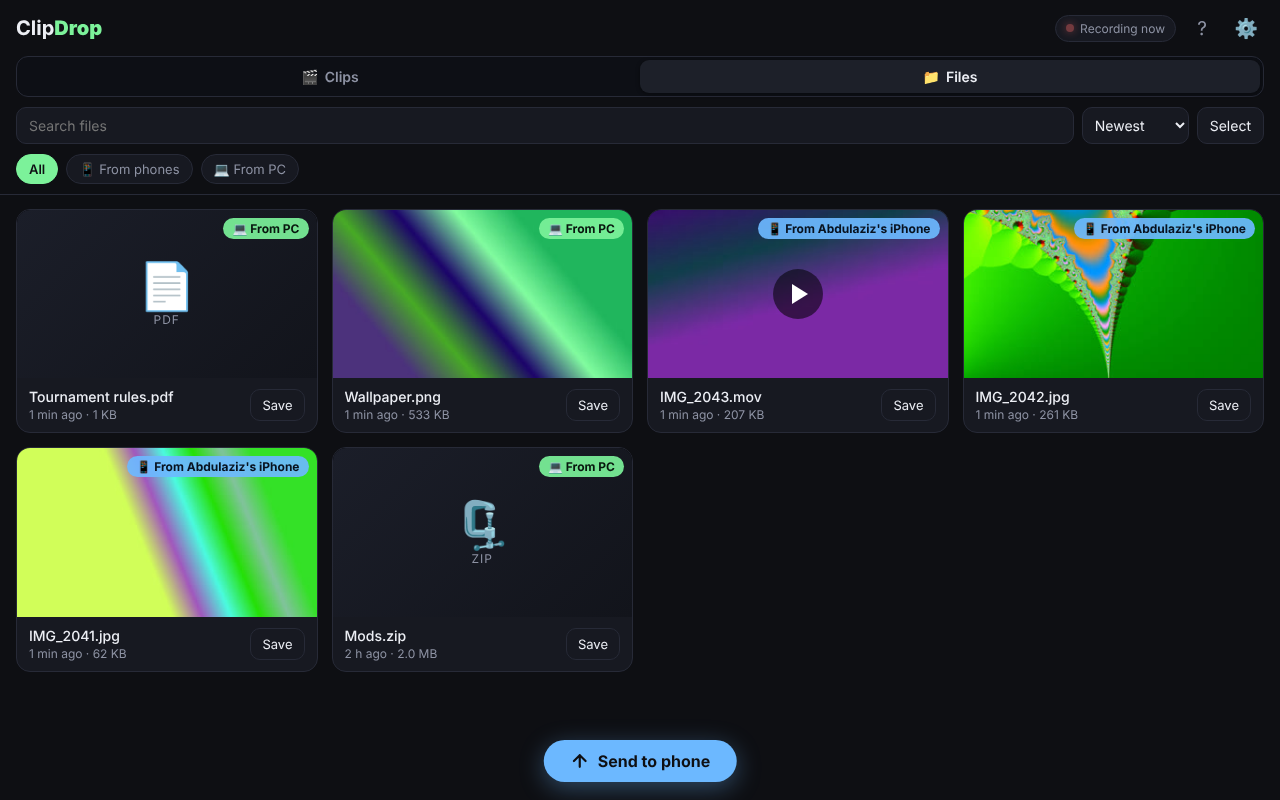 ClipDrop
Recording now
?
Clips
Files
Search files
Newest
Select
All
From phones
From PC
From PC
PDF
Tournament rules.pdf
1 min ago · 1 KB
Save
From PC
Wallpaper.png
1 min ago · 533 KB
Save
From Abdulaziz's iPhone
IMG_2043.mov
1 min ago · 207 KB
Save
From Abdulaziz's iPhone
IMG_2042.jpg
1 min ago · 261 KB
Save
From Abdulaziz's iPhone
IMG_2041.jpg
1 min ago · 62 KB
Save
From PC
ZIP
Mods.zip
2 h ago · 2.0 MB
Save
Send to phone